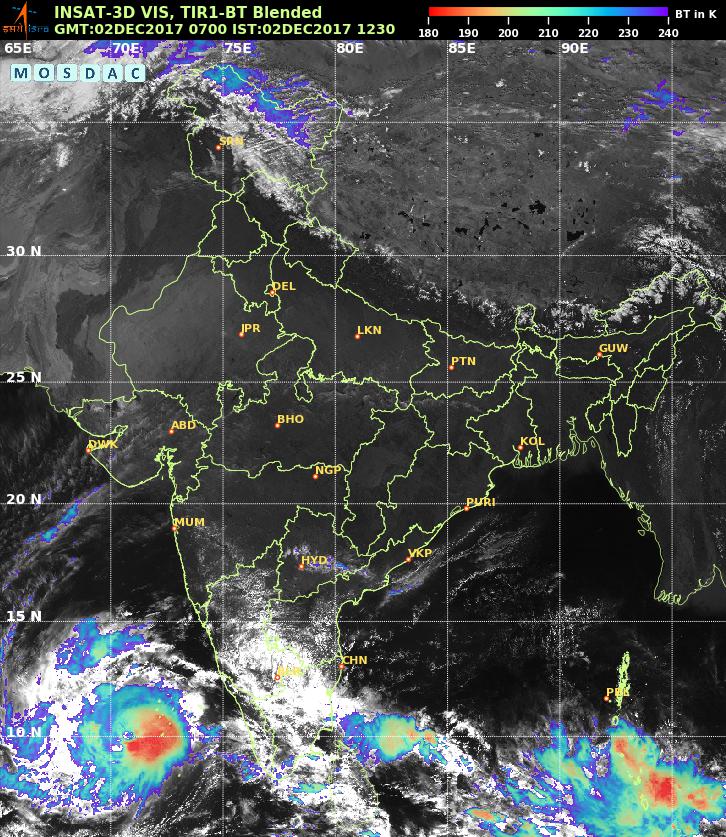 INSAT-3D VIS, TIR1-BT Blended
GMT:02DEC2017 0700 IST:02DEC2017 1230
BT in K
180 190 200 210 220 230 240
65E 70E 75E 80E 85E 90E
MOSDAC
SRN
30 N
DEL
JPR
LKN
GUW
PTN
25 N
ABD
BHO
DWK
KOL
NGP
20 N
PURI
MUM
VKP
HYD
15 N
CHN
10 N